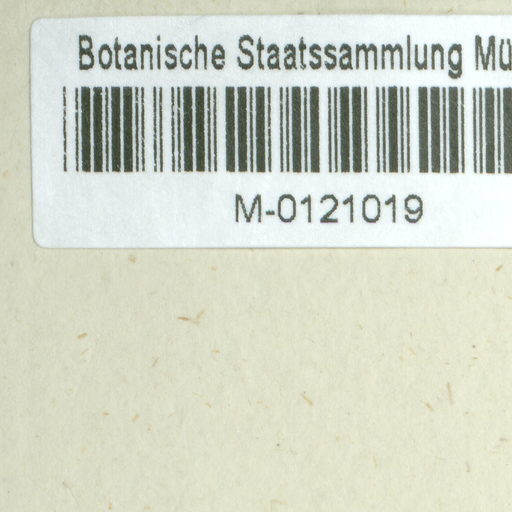 Botanische Staatssammlung Mü
M-0121019